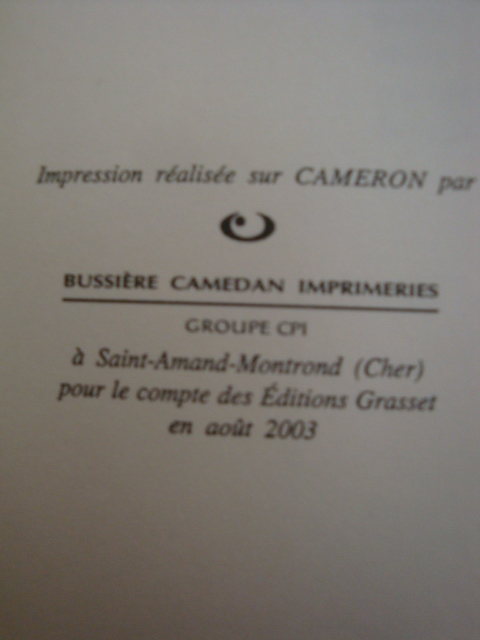 Impression réalisée sur CAMERON par
BUSSIÈRE CAMEDAN IMPRIMERIES
GROUPE CPI
à Saint-Amand-Montrond (Cher)
pour le compte des Éditions Grasset
en août 2003